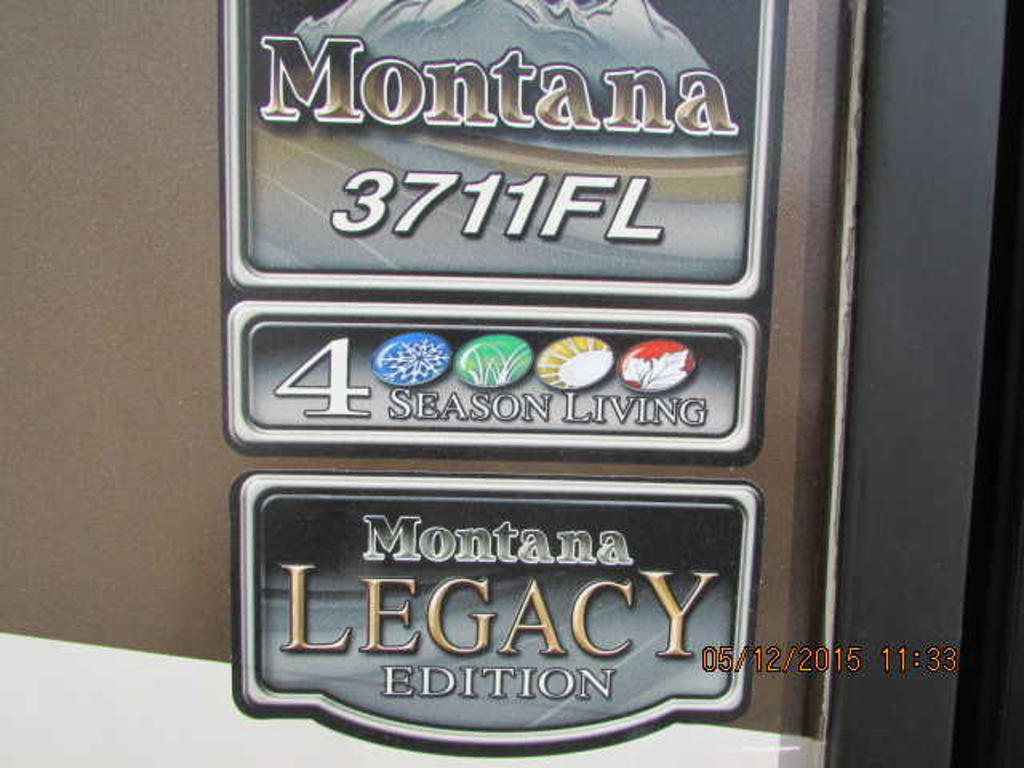 Montana
3711FL
4
SEASON LIVING
Montana
LEGACY
EDITION
05/12/2015 11:33